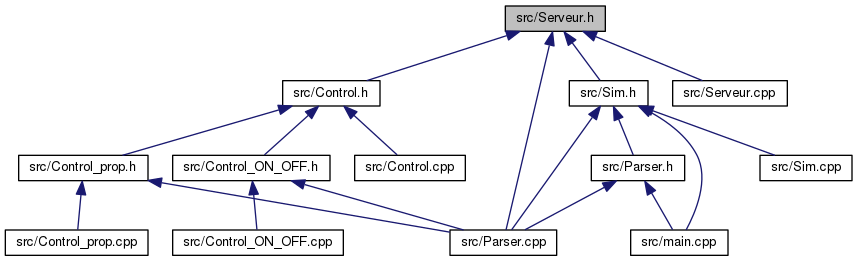 src/Serveur.h
src/Control.h
src/Sim.h
src/Serveur.cpp
src/Control_prop.h
src/Control_ON_OFF.h
src/Control.cpp
src/Parser.h
src/Sim.cpp
src/Control_prop.cpp
src/Control_ON_OFF.cpp
src/Parser.cpp
src/main.cpp